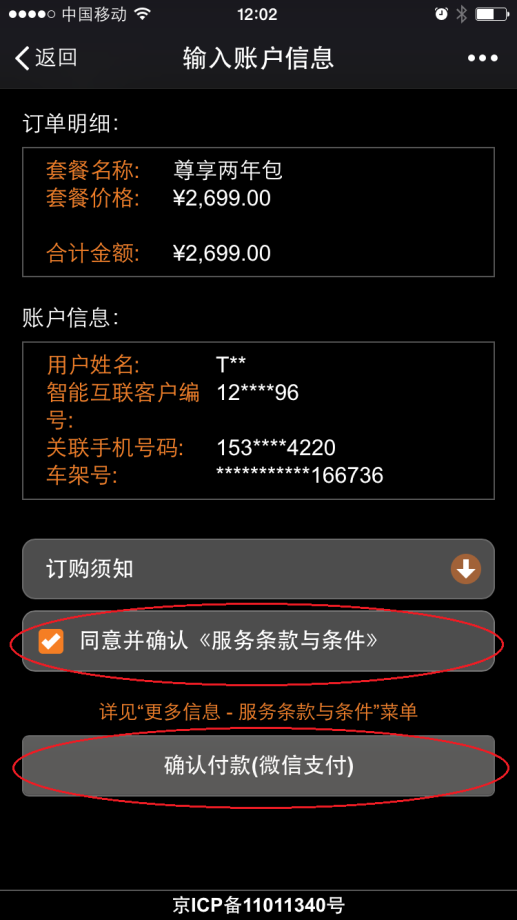 中国移动 12:02
返回 输入账户信息
订单明细:
套餐名称: 尊享两年包
套餐价格: ¥2,699.00
合计金额: ¥2,699.00
账户信息:
用户姓名: T**
智能互联客户编 12****96
号:
关联手机号码: 153****4220
车架号: ***********166736
订购须知
同意并确认《服务条款与条件》
详见“更多信息 - 服务条款与条件”菜单
确认付款(微信支付)
京ICP备11011340号